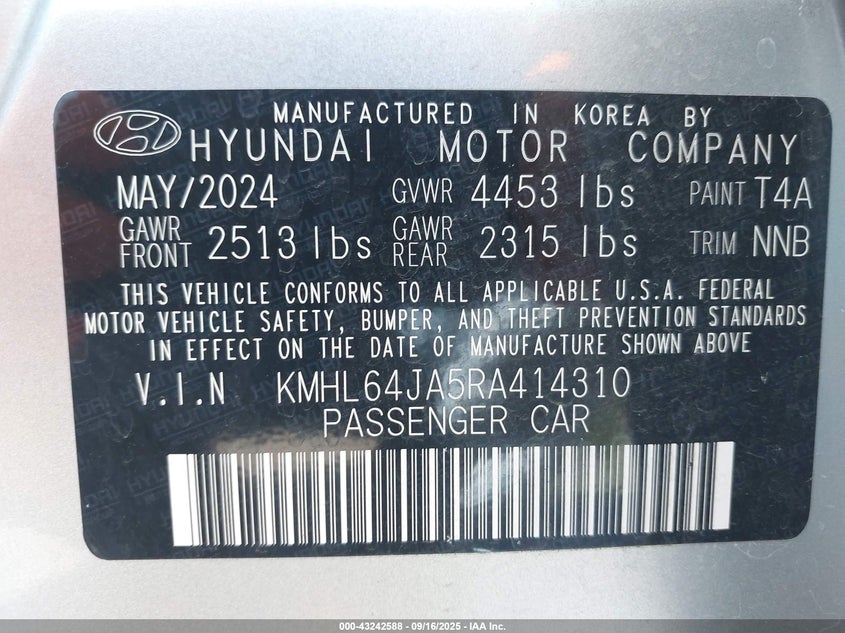 MANUFACTURED IN KOREA BY
HYUNDAI MOTOR COMPANY
MAY/2024 GVWR 4453 lbs PAINT T4A
GAWR FRONT 2513 lbs GAWR REAR 2315 lbs TRIM NNB
THIS VEHICLE CONFORMS TO ALL APPLICABLE U.S.A. FEDERAL
MOTOR VEHICLE SAFETY, BUMPER, AND THEFT PREVENTION STANDARDS
IN EFFECT ON THE DATE OF MANUFACTURE SHOWN ABOVE
V.I.N KMHL64JA5RA414310
PASSENGER CAR
000-43242588 - 09/16/2025 - IAA Inc.